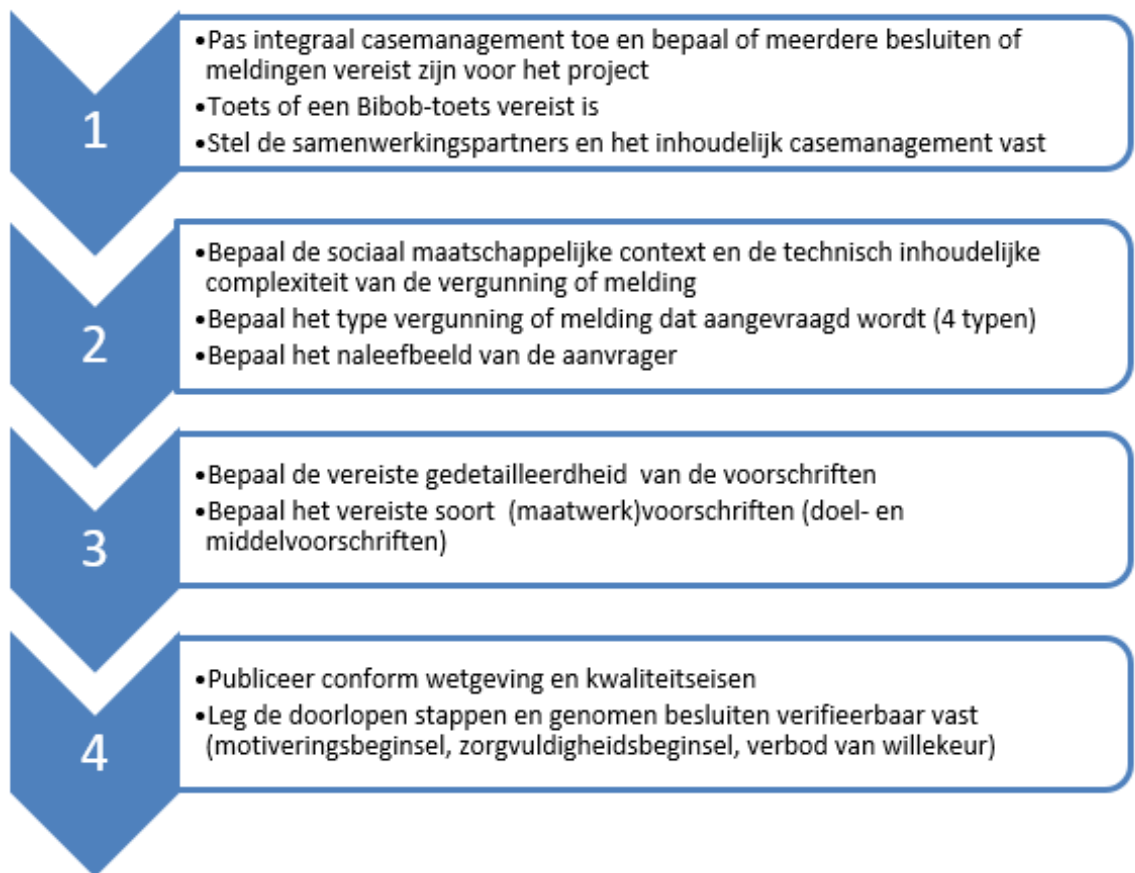 1
•Pas integraal casemanagement toe en bepaal of meerdere besluiten of
meldingen vereist zijn voor het project
•Toets of een Bibob-toets vereist is
•Stel de samenwerkingspartners en het inhoudelijk casemanagement vast
2
•Bepaal de sociaal maatschappelijke context en de technisch inhoudelijke
complexiteit van de vergunning of melding
•Bepaal het type vergunning of melding dat aangevraagd wordt (4 typen)
•Bepaal het naleefbeeld van de aanvrager
3
•Bepaal de vereiste gedetailleerdheid van de voorschriften
•Bepaal het vereiste soort (maatwerk)voorschriften (doel- en
middelvoorschriften)
4
•Publiceer conform wetgeving en kwaliteitseisen
•Leg de doorlopen stappen en genomen besluiten verifieerbaar vast
(motiveringsbeginsel, zorgvuldigheidsbeginsel, verbod van willekeur)